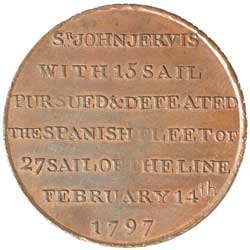 SR JOHN JERVIS
WITH 15 SAIL
PURSUED & DEFEATED
THE SPANISH FLEET OF
27 SAIL OF THE LINE
FEBRUARY 14th
1797